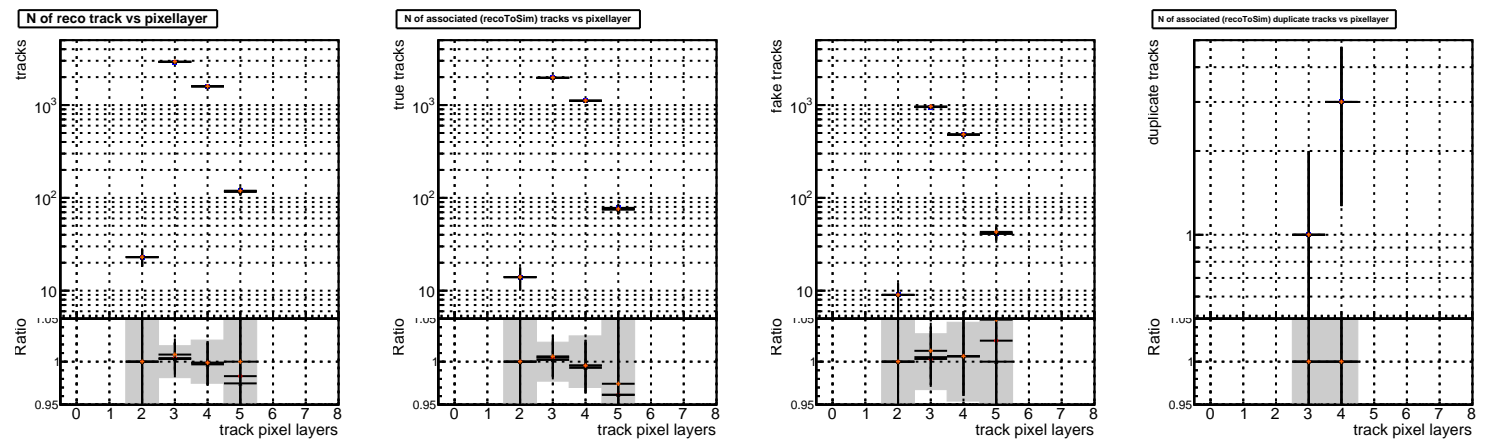 N of reco track vs pixellayer
tracks
10³
10²
10
Ratio
1.05
1
0.95
0 1 2 3 4 5 6 7 8
track pixel layers
N of associated (recoToSim) tracks vs pixellayer
true tracks
10³
10²
10
Ratio
1.05
1
0.95
0 1 2 3 4 5 6 7 8
track pixel layers
fake tracks
10³
10²
10
Ratio
1.05
1
0.95
0 1 2 3 4 5 6 7 8
track pixel layers
N of associated (recoToSim) duplicate tracks vs pixellayer
duplicate tracks
1
Ratio
1.05
1
0.95
0 1 2 3 4 5 6 7 8
track pixel layers